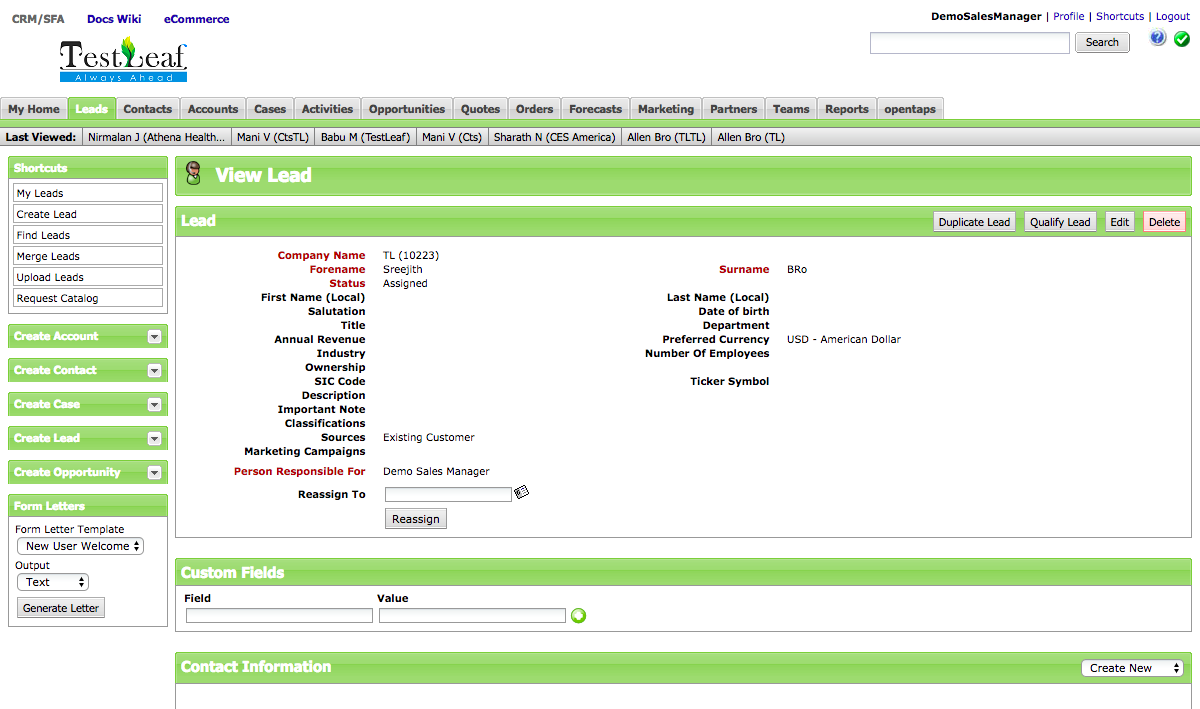 CRM/SFA Docs Wiki eCommerce
DemoSalesManager | Profile | Shortcuts | Logout
TestLeaf
Always Ahead
Search
My Home Leads Contacts Accounts Cases Activities Opportunities Quotes Orders Forecasts Marketing Partners Teams Reports opentaps
Last Viewed: Nirmalan J (Athena Health... Mani V (CtsTL) Babu M (TestLeaf) Mani V (Cts) Sharath N (CES America) Allen Bro (TLTL) Allen Bro (TL)
Shortcuts
My Leads
Create Lead
Find Leads
Merge Leads
Upload Leads
Request Catalog
Create Account
Create Contact
Create Case
Create Lead
Create Opportunity
Form Letters
Form Letter Template
New User Welcome
Output
Text
Generate Letter
View Lead
Lead Duplicate Lead Qualify Lead Edit Delete
Company Name TL (10223)
Forename Sreejith Surname BRo
Status Assigned
First Name (Local) Last Name (Local)
Salutation Date of birth
Title Department
Annual Revenue Preferred Currency USD - American Dollar
Industry Number Of Employees
Ownership
SIC Code Ticker Symbol
Description
Important Note
Classifications
Sources Existing Customer
Marketing Campaigns
Person Responsible For Demo Sales Manager
Reassign To
Reassign
Custom Fields
Field Value
Contact Information Create New